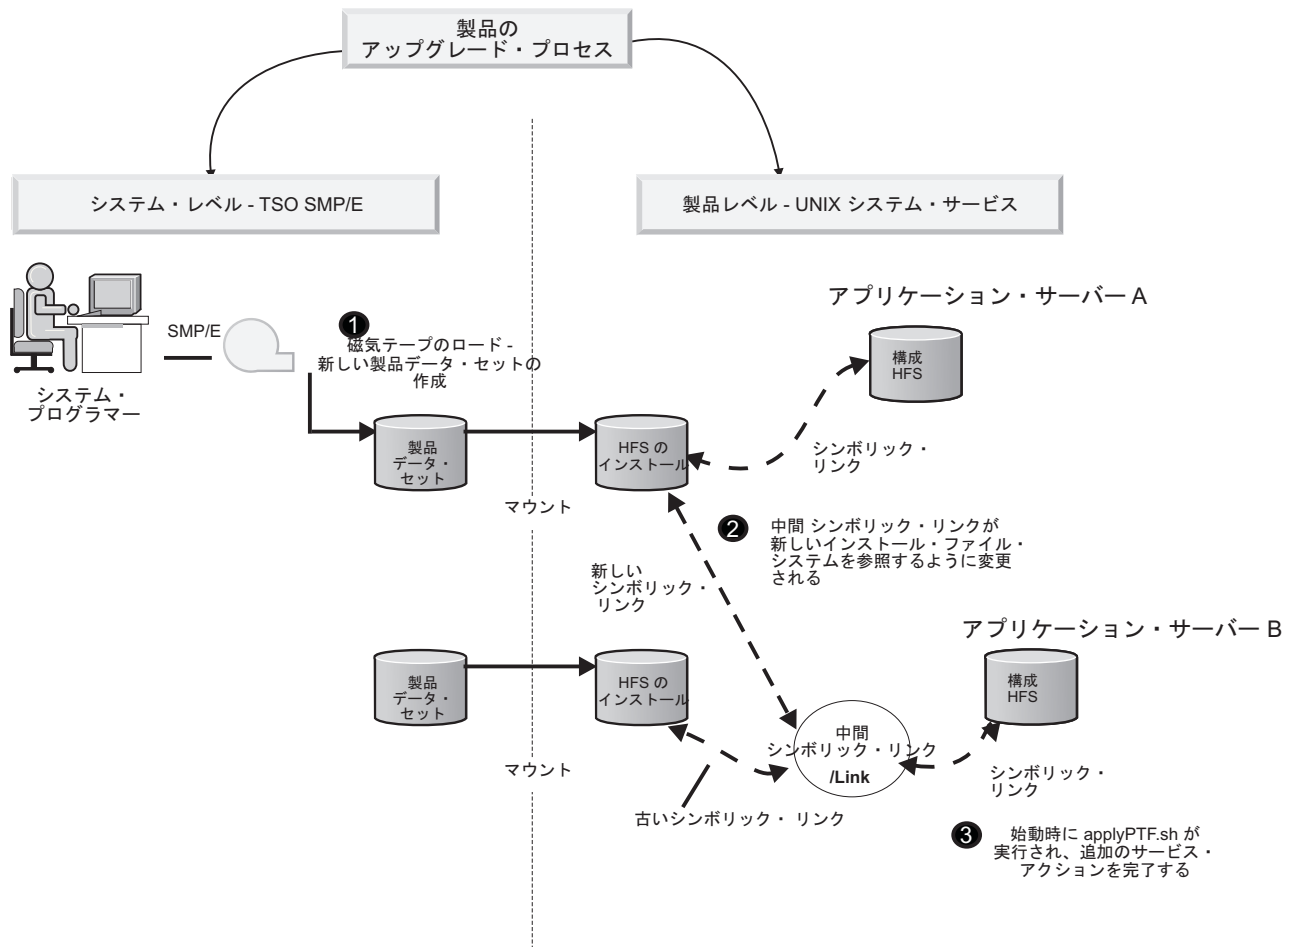 製品の
アップグレード・プロセス
システム・レベル - TSO SMP/E
製品レベル - UNIX システム・サービス
SMP/E
システム・
プログラマー
1
磁気テープのロード -
新しい製品データ・セットの
作成
アプリケーション・サーバー A
構成
HFS
製品
データ・
セット
マウント
HFS の
インストール
シンボリック・
リンク
2
中間 シンボリック・リンクが
新しいインストール・ファイル・
システムを参照するように変更
される
新しい
シンボリック・
リンク
アプリケーション・サーバー B
構成
HFS
製品
データ・
セット
マウント
HFS の
インストール
中間
シンボリック・リンク
/Link
シンボリック・
リンク
古いシンボリック・ リンク
3
始動時に applyPTF.sh が
実行され、追加のサービス・
アクションを完了する